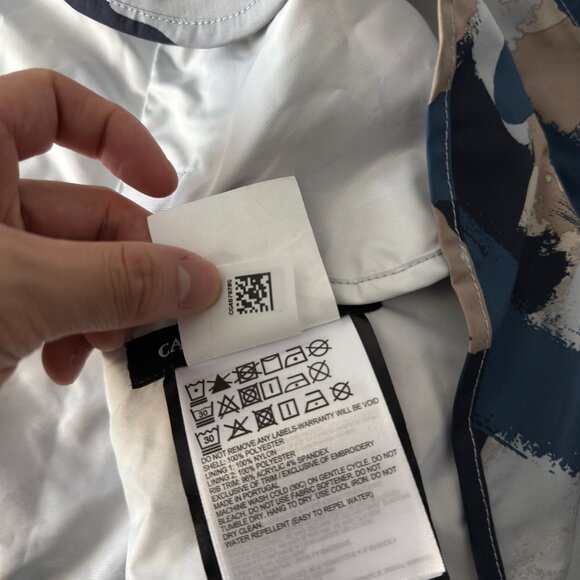 CG4979285
CA
30
30
DO NOT REMOVE ANY LABELS-WARRANTY WILL BE VOID
SHELL: 100% POLYESTER
LINING 1: 100% NYLON
LINING 2: 100% POLYESTER
RIB TRIM: 96% ACRYLIC 4% SPANDEX
EXCLUSIVE OF TRIM / EXCLUSIVE OF EMBROIDERY
MADE IN PORTUGAL
MACHINE WASH COLD (30C) ON GENTLE CYCLE. DO NOT
BLEACH. DO NOT USE FABRIC SOFTENER. DO NOT
TUMBLE DRY. HANG TO DRY. USE COOL IRON. DO NOT
DRY CLEAN.
WATER REPELLENT (EASY TO REPEL WATER)